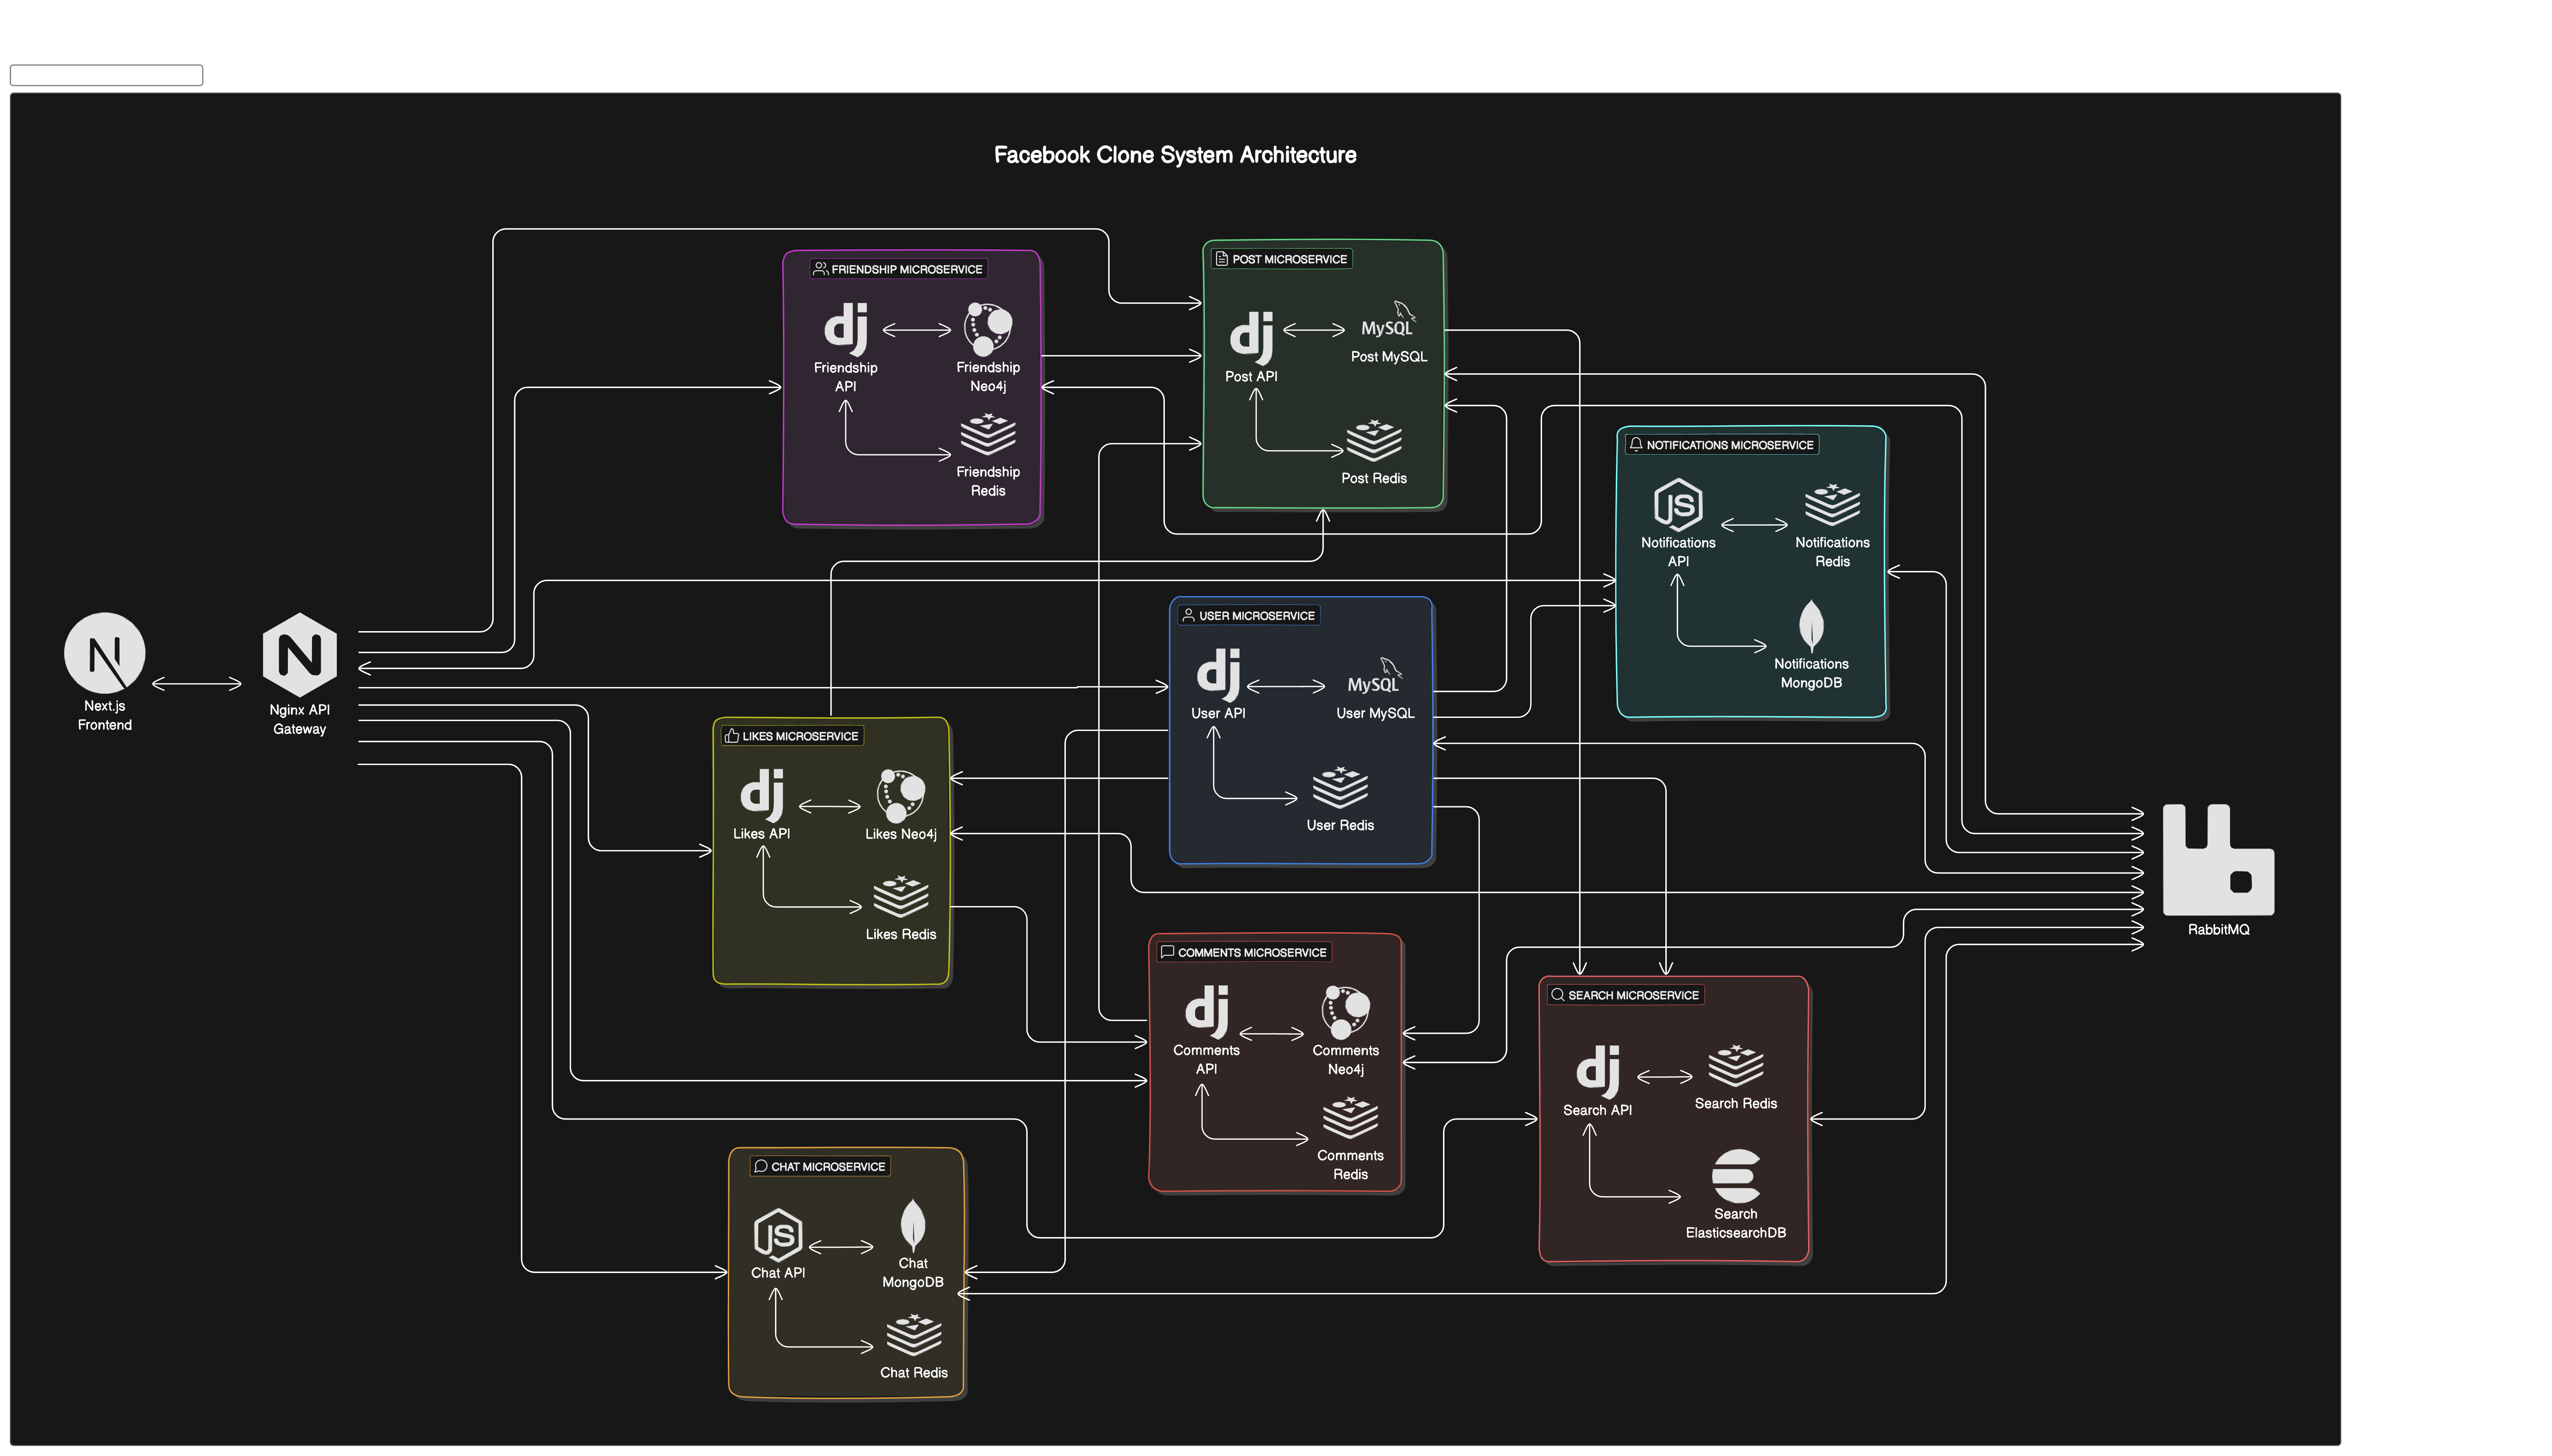 Facebook Clone System Architecture
FRIENDSHIP MICROSERVICE
dj
Friendship
API
Friendship
Neo4j
Friendship
Redis
POST MICROSERVICE
dj
Post API
MySQL
Post MySQL
Post Redis
NOTIFICATIONS MICROSERVICE
JS
Notifications
API
Notifications
Redis
Notifications
MongoDB
N
Next.js
Frontend
N
Nginx API
Gateway
USER MICROSERVICE
dj
User API
MySQL
User MySQL
User Redis
LIKES MICROSERVICE
dj
Likes API
Likes Neo4j
Likes Redis
RabbitMQ
COMMENTS MICROSERVICE
dj
Comments
API
Comments
Neo4j
Comments
Redis
SEARCH MICROSERVICE
dj
Search API
Search Redis
Search
ElasticsearchDB
CHAT MICROSERVICE
JS
Chat API
Chat
MongoDB
Chat Redis